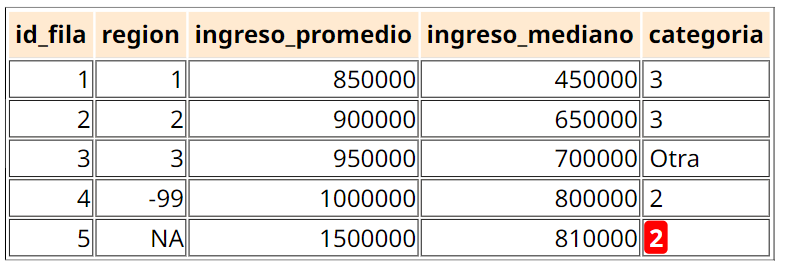 id_fila region ingreso_promedio ingreso_mediano categoria
1 1 850000 450000 3
2 2 900000 650000 3
3 3 950000 700000 Otra
4 -99 1000000 800000 2
5 NA 1500000 810000 2